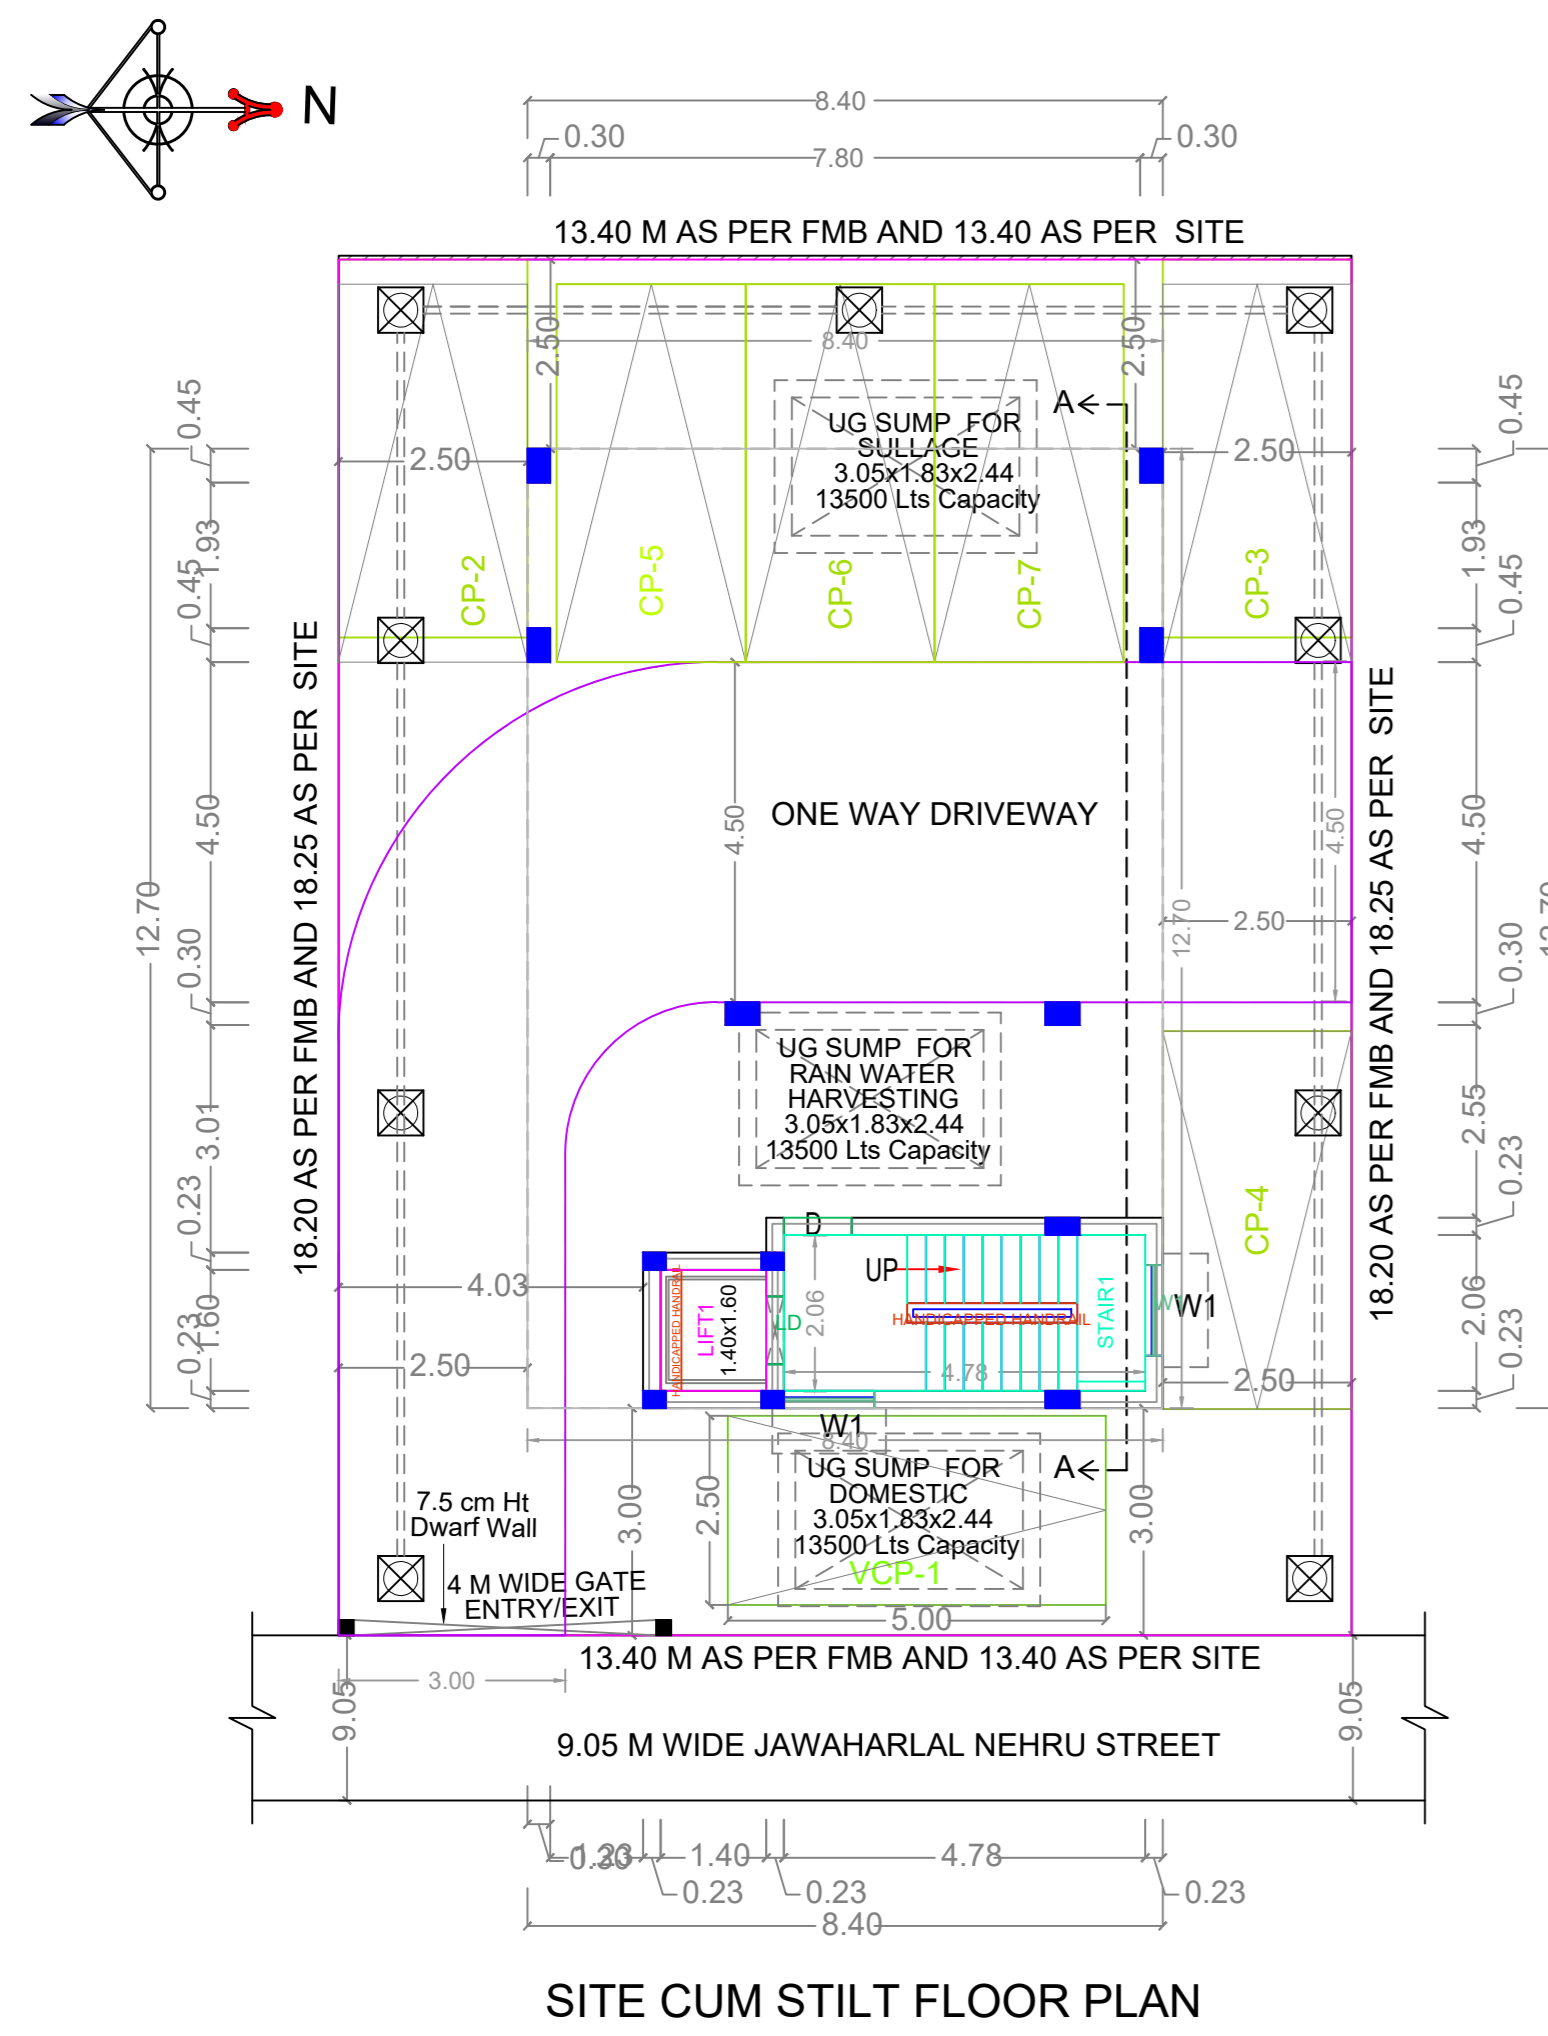 N
8.40
0.30
0.30
7.80
13.40 M AS PER FMB AND 13.40 AS PER SITE
2.50
8.40
2.50
0.45
0.45
A
UG SUMP FOR
SULLAGE
3.05x1.83x2.44
13500 Lts Capacity
2.50
2.50
1.93
1.93
0.45
0.45
CP-2
CP-5
CP-6
CP-7
CP-3
18.20 AS PER FMB AND 18.25 AS PER SITE
18.20 AS PER FMB AND 18.25 AS PER SITE
4.50
4.50
ONE WAY DRIVEWAY
4.50
4.50
12.70
12.70
2.50
12.70
0.30
0.30
UG SUMP FOR
RAIN WATER
HARVESTING
3.05x1.83x2.44
13500 Lts Capacity
3.01
2.55
0.23
0.23
CP-4
D
UP
4.03
HANDICAPPED HANDRAIL
LIFT1
1.40x1.60
LD
2.06
HANDICAPPED HANDRAIL
STAIR1
W1
W1
1.60
2.06
0.23
0.23
2.50
4.78
2.50
W1
8.40
UG SUMP FOR
DOMESTIC
3.05x1.83x2.44
13500 Lts Capacity
VCP-1
A
3.00
2.50
3.00
7.5 cm Ht
Dwarf Wall
4 M WIDE GATE
ENTRY/EXIT
5.00
13.40 M AS PER FMB AND 13.40 AS PER SITE
3.00
9.05
9.05
9.05 M WIDE JAWAHARLAL NEHRU STREET
0.30
1.23
1.40
4.78
0.23
0.23
0.23
8.40
SITE CUM STILT FLOOR PLAN